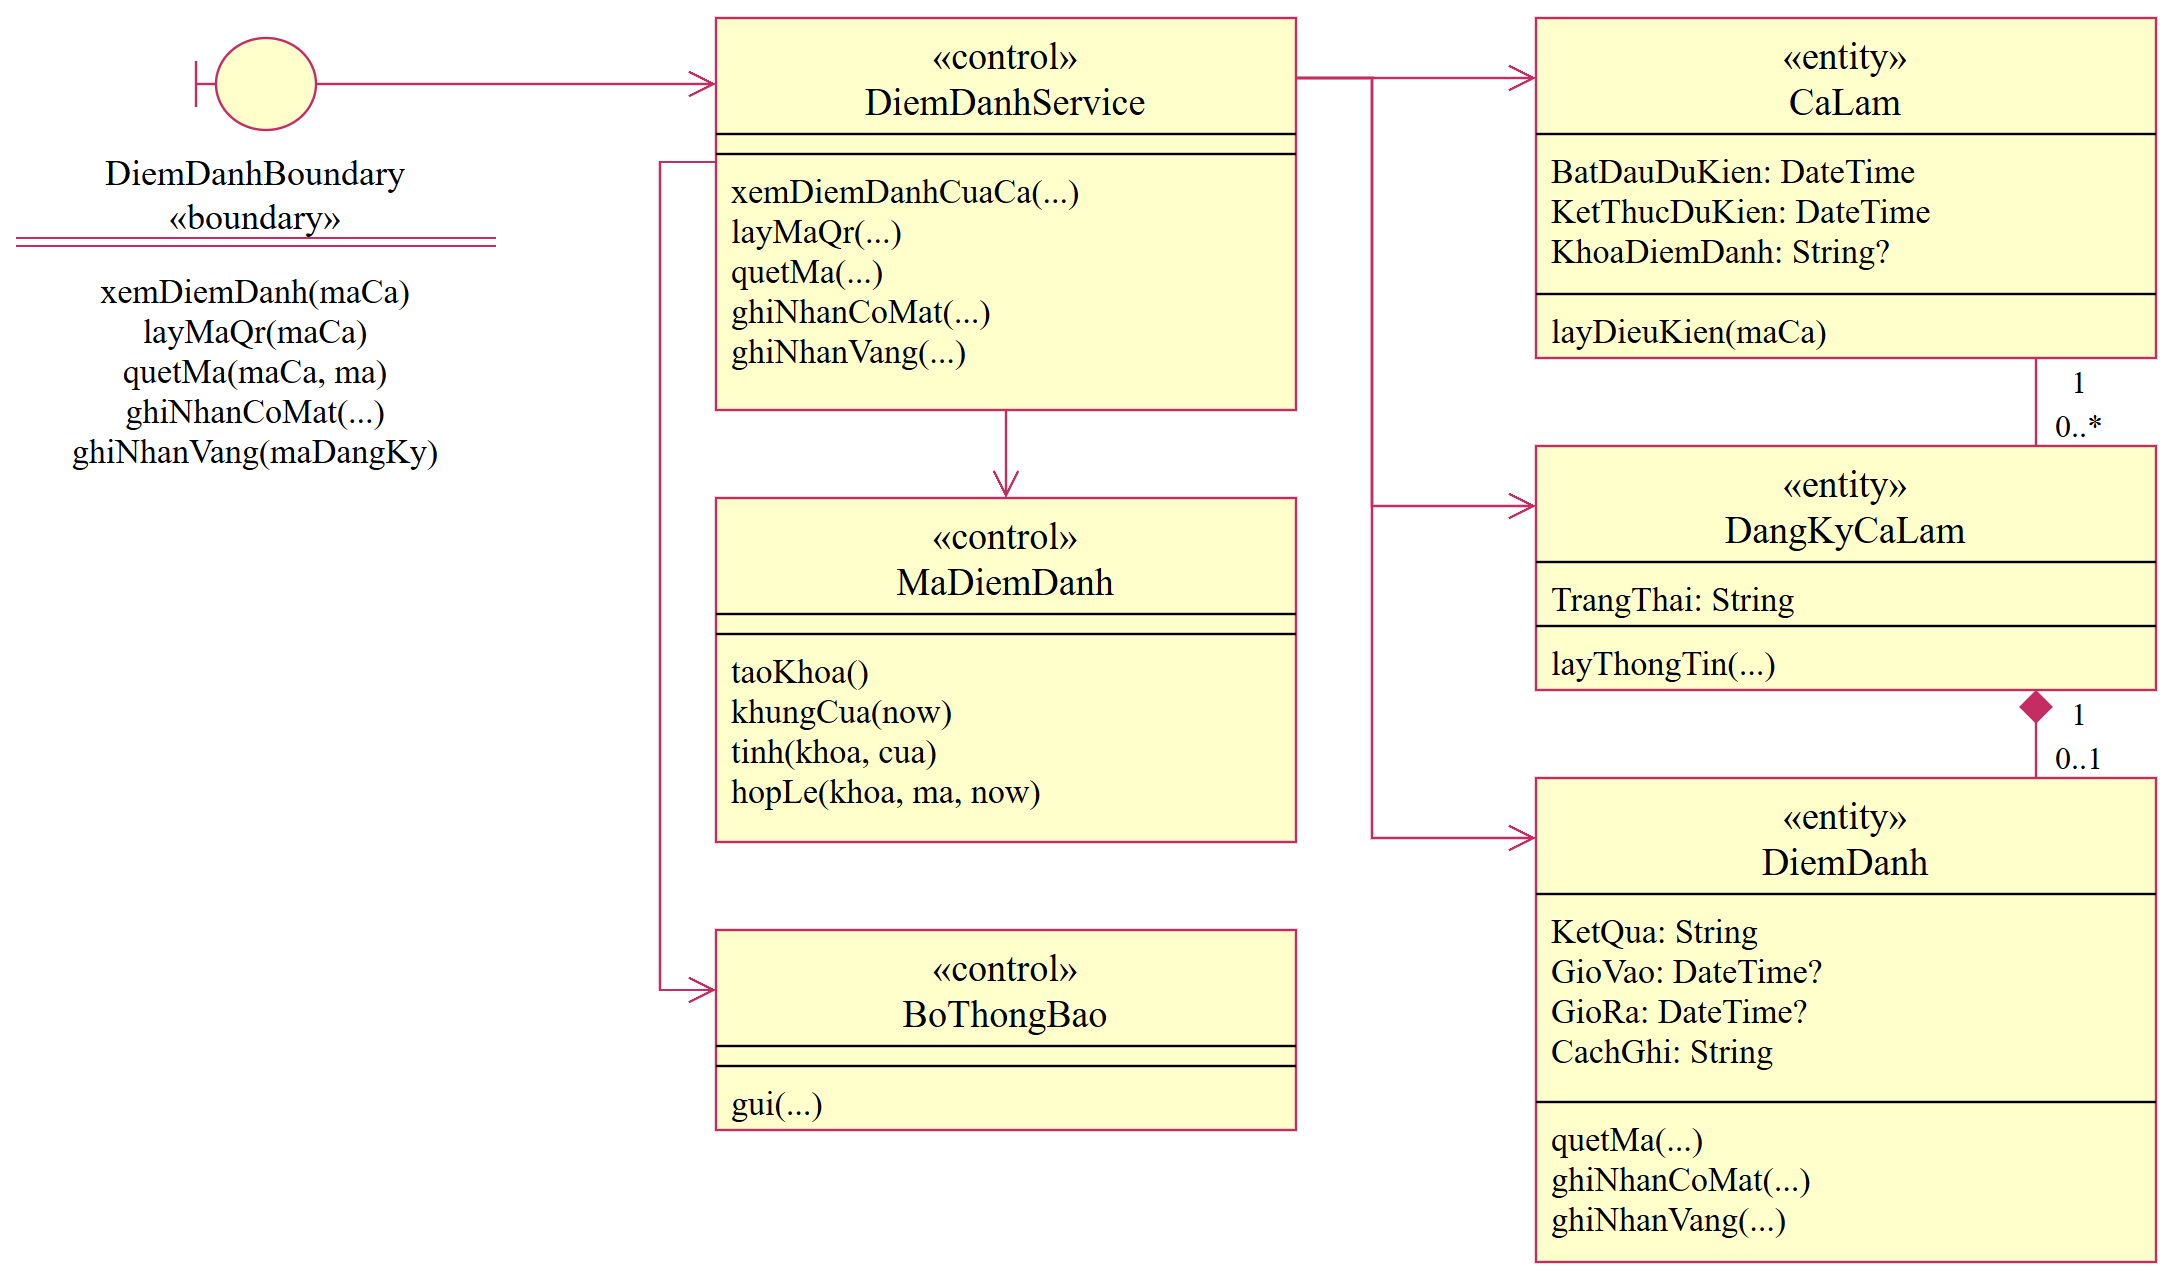 DiemDanhBoundary
«boundary»
xemDiemDanh(maCa)
layMaQr(maCa)
quetMa(maCa, ma)
ghiNhanCoMat(...)
ghiNhanVang(maDangKy)
«control»
DiemDanhService
xemDiemDanhCuaCa(...)
layMaQr(...)
quetMa(...)
ghiNhanCoMat(...)
ghiNhanVang(...)
«control»
MaDiemDanh
taoKhoa()
khungCua(now)
tinh(khoa, cua)
hopLe(khoa, ma, now)
«control»
BoThongBao
gui(...)
«entity»
CaLam
BatDauDuKien: DateTime
KetThucDuKien: DateTime
KhoaDiemDanh: String?
layDieuKien(maCa)
1
0..*
«entity»
DangKyCaLam
TrangThai: String
layThongTin(...)
1
0..1
«entity»
DiemDanh
KetQua: String
GioVao: DateTime?
GioRa: DateTime?
CachGhi: String
quetMa(...)
ghiNhanCoMat(...)
ghiNhanVang(...)